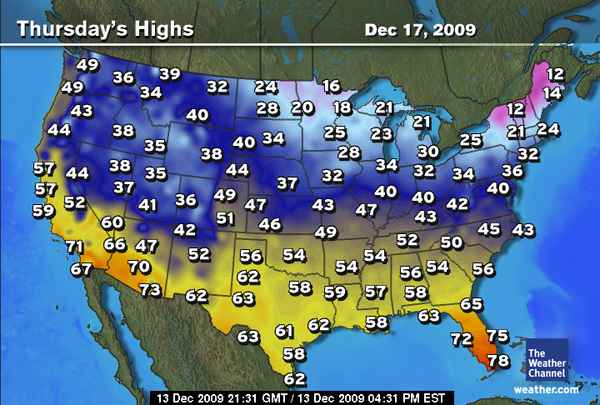 Thursday's Highs Dec 17, 2009
49 39 16 12
49 36 34 32 24 14
43 40 28 20 18 21 12
44 38 35 40 34 25 23 21 25 21 24
38 28 30 32
57 44 38 35 44 37 32 34 32 34 36
57 37 40
59 52 41 36 49 47 43 47 40 40 42
60 42 51 46 49 43 45 43
71 66 47 52 56 54 54 52 50
67 70 62 54 56 54 56
73 62 63 58 59 57 58 65
63 61 62 58 63 72 75
58 78
62
The
Weather
Channel
weather.com
13 Dec 2009 21:31 GMT / 13 Dec 2009 04:31 PM EST